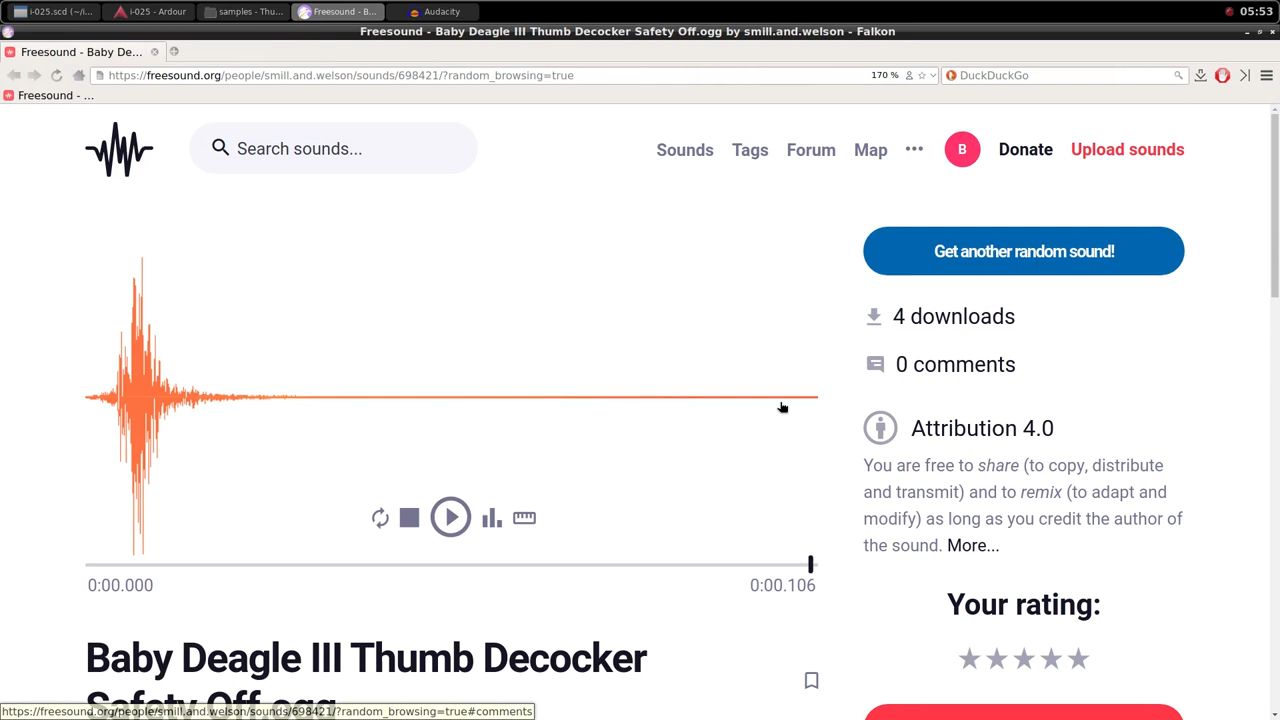 i-025.scd (~/i...
i-025 - Ardour
samples - Thu...
Freesound - B...
Audacity
05:53
Freesound - Baby Deagle III Thumb Decocker Safety Off.ogg by smill.and.welson - Falkon
Freesound - Baby De...
https://freesound.org/people/smill.and.welson/sounds/698421/?random_browsing=true
170 %
DuckDuckGo
Freesound - ...
Search sounds...
Sounds
Tags
Forum
Map
B
Donate
Upload sounds
Get another random sound!
4 downloads
0 comments
Attribution 4.0
You are free to share (to copy, distribute
and transmit) and to remix (to adapt and
modify) as long as you credit the author of
the sound. More...
0:00.000
0:00.106
Your rating:
Baby Deagle III Thumb Decocker
Safety Off.ogg
https://freesound.org/people/smill.and.welson/sounds/698421/?random_browsing=true#comments